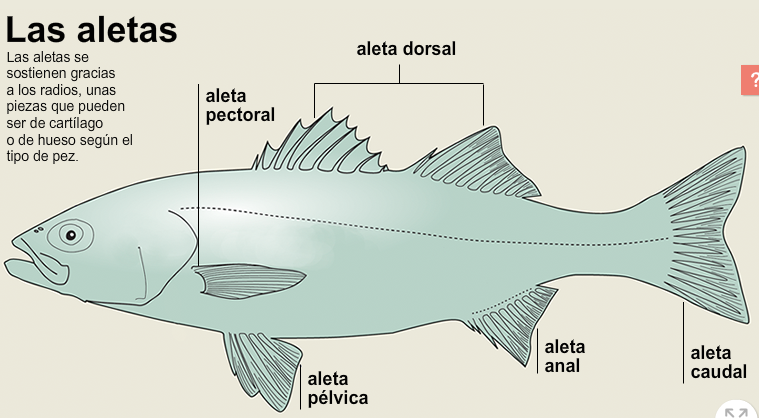 Las aletas
Las aletas se
sostienen gracias
a los radios, unas
piezas que pueden
ser de cartílago
o de hueso según el
tipo de pez.
aleta dorsal
aleta
pectoral
aleta
pélvica
aleta
anal
aleta
caudal
?